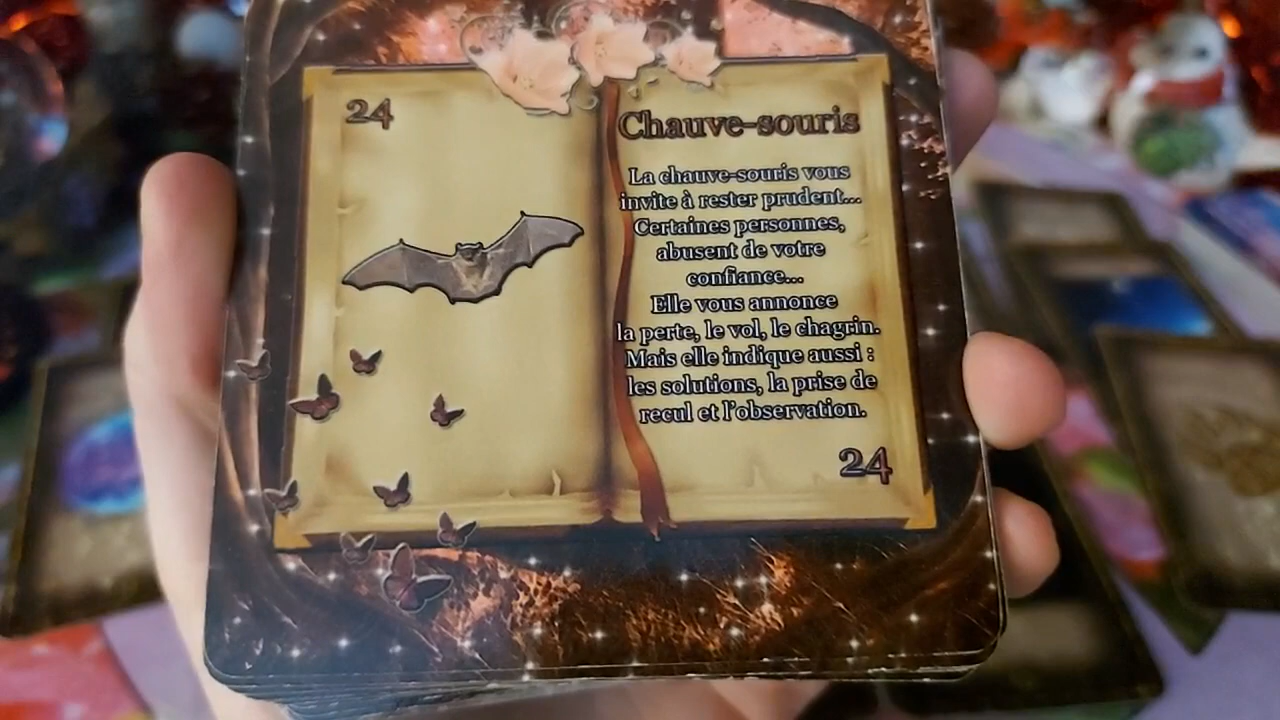 24
Chauve-souris
La chauve-souris vous
invite à rester prudent...
Certaines personnes,
abusent de votre
confiance...
Elle vous annonce
la perte, le vol, le chagrin.
Mais elle indique aussi :
les solutions, la prise de
recul et l'observation.
24